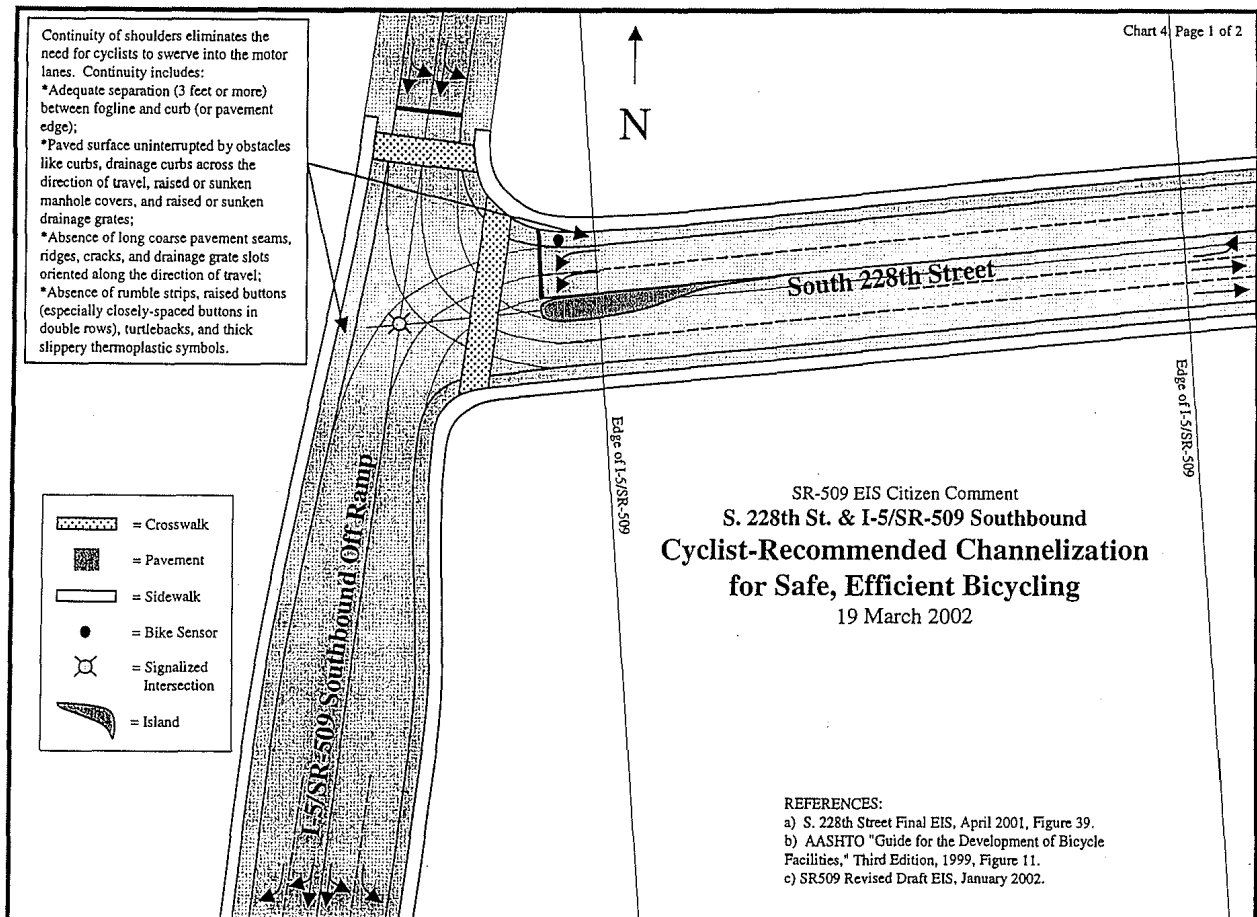 Continuity of shoulders eliminates the
need for cyclists to swerve into the motor
lanes. Continuity includes:
*Adequate separation (3 feet or more)
between fogline and curb (or pavement
edge);
*Paved surface uninterrupted by obstacles
like curbs, drainage curbs across the
direction of travel, raised or sunken
manhole covers, and raised or sunken
drainage grates;
*Absence of long coarse pavement seams,
ridges, cracks, and drainage grate slots
oriented along the direction of travel;
*Absence of rumble strips, raised buttons
(especially closely-spaced buttons in
double rows), turtlebacks, and thick
slippery thermoplastic symbols.
Chart 4, Page 1 of 2
N
South 228th Street
Edge of I-5/SR-509
Edge of I-5/SR-509
I-5/SR-509 Southbound Off Ramp
= Crosswalk
= Pavement
= Sidewalk
= Bike Sensor
= Signalized
Intersection
= Island
SR-509 EIS Citizen Comment
S. 228th St. & I-5/SR-509 Southbound
Cyclist-Recommended Channelization
for Safe, Efficient Bicycling
19 March 2002
REFERENCES:
a) S. 228th Street Final EIS, April 2001, Figure 39.
b) AASHTO "Guide for the Development of Bicycle
Facilities," Third Edition, 1999, Figure 11.
c) SR509 Revised Draft EIS, January 2002.